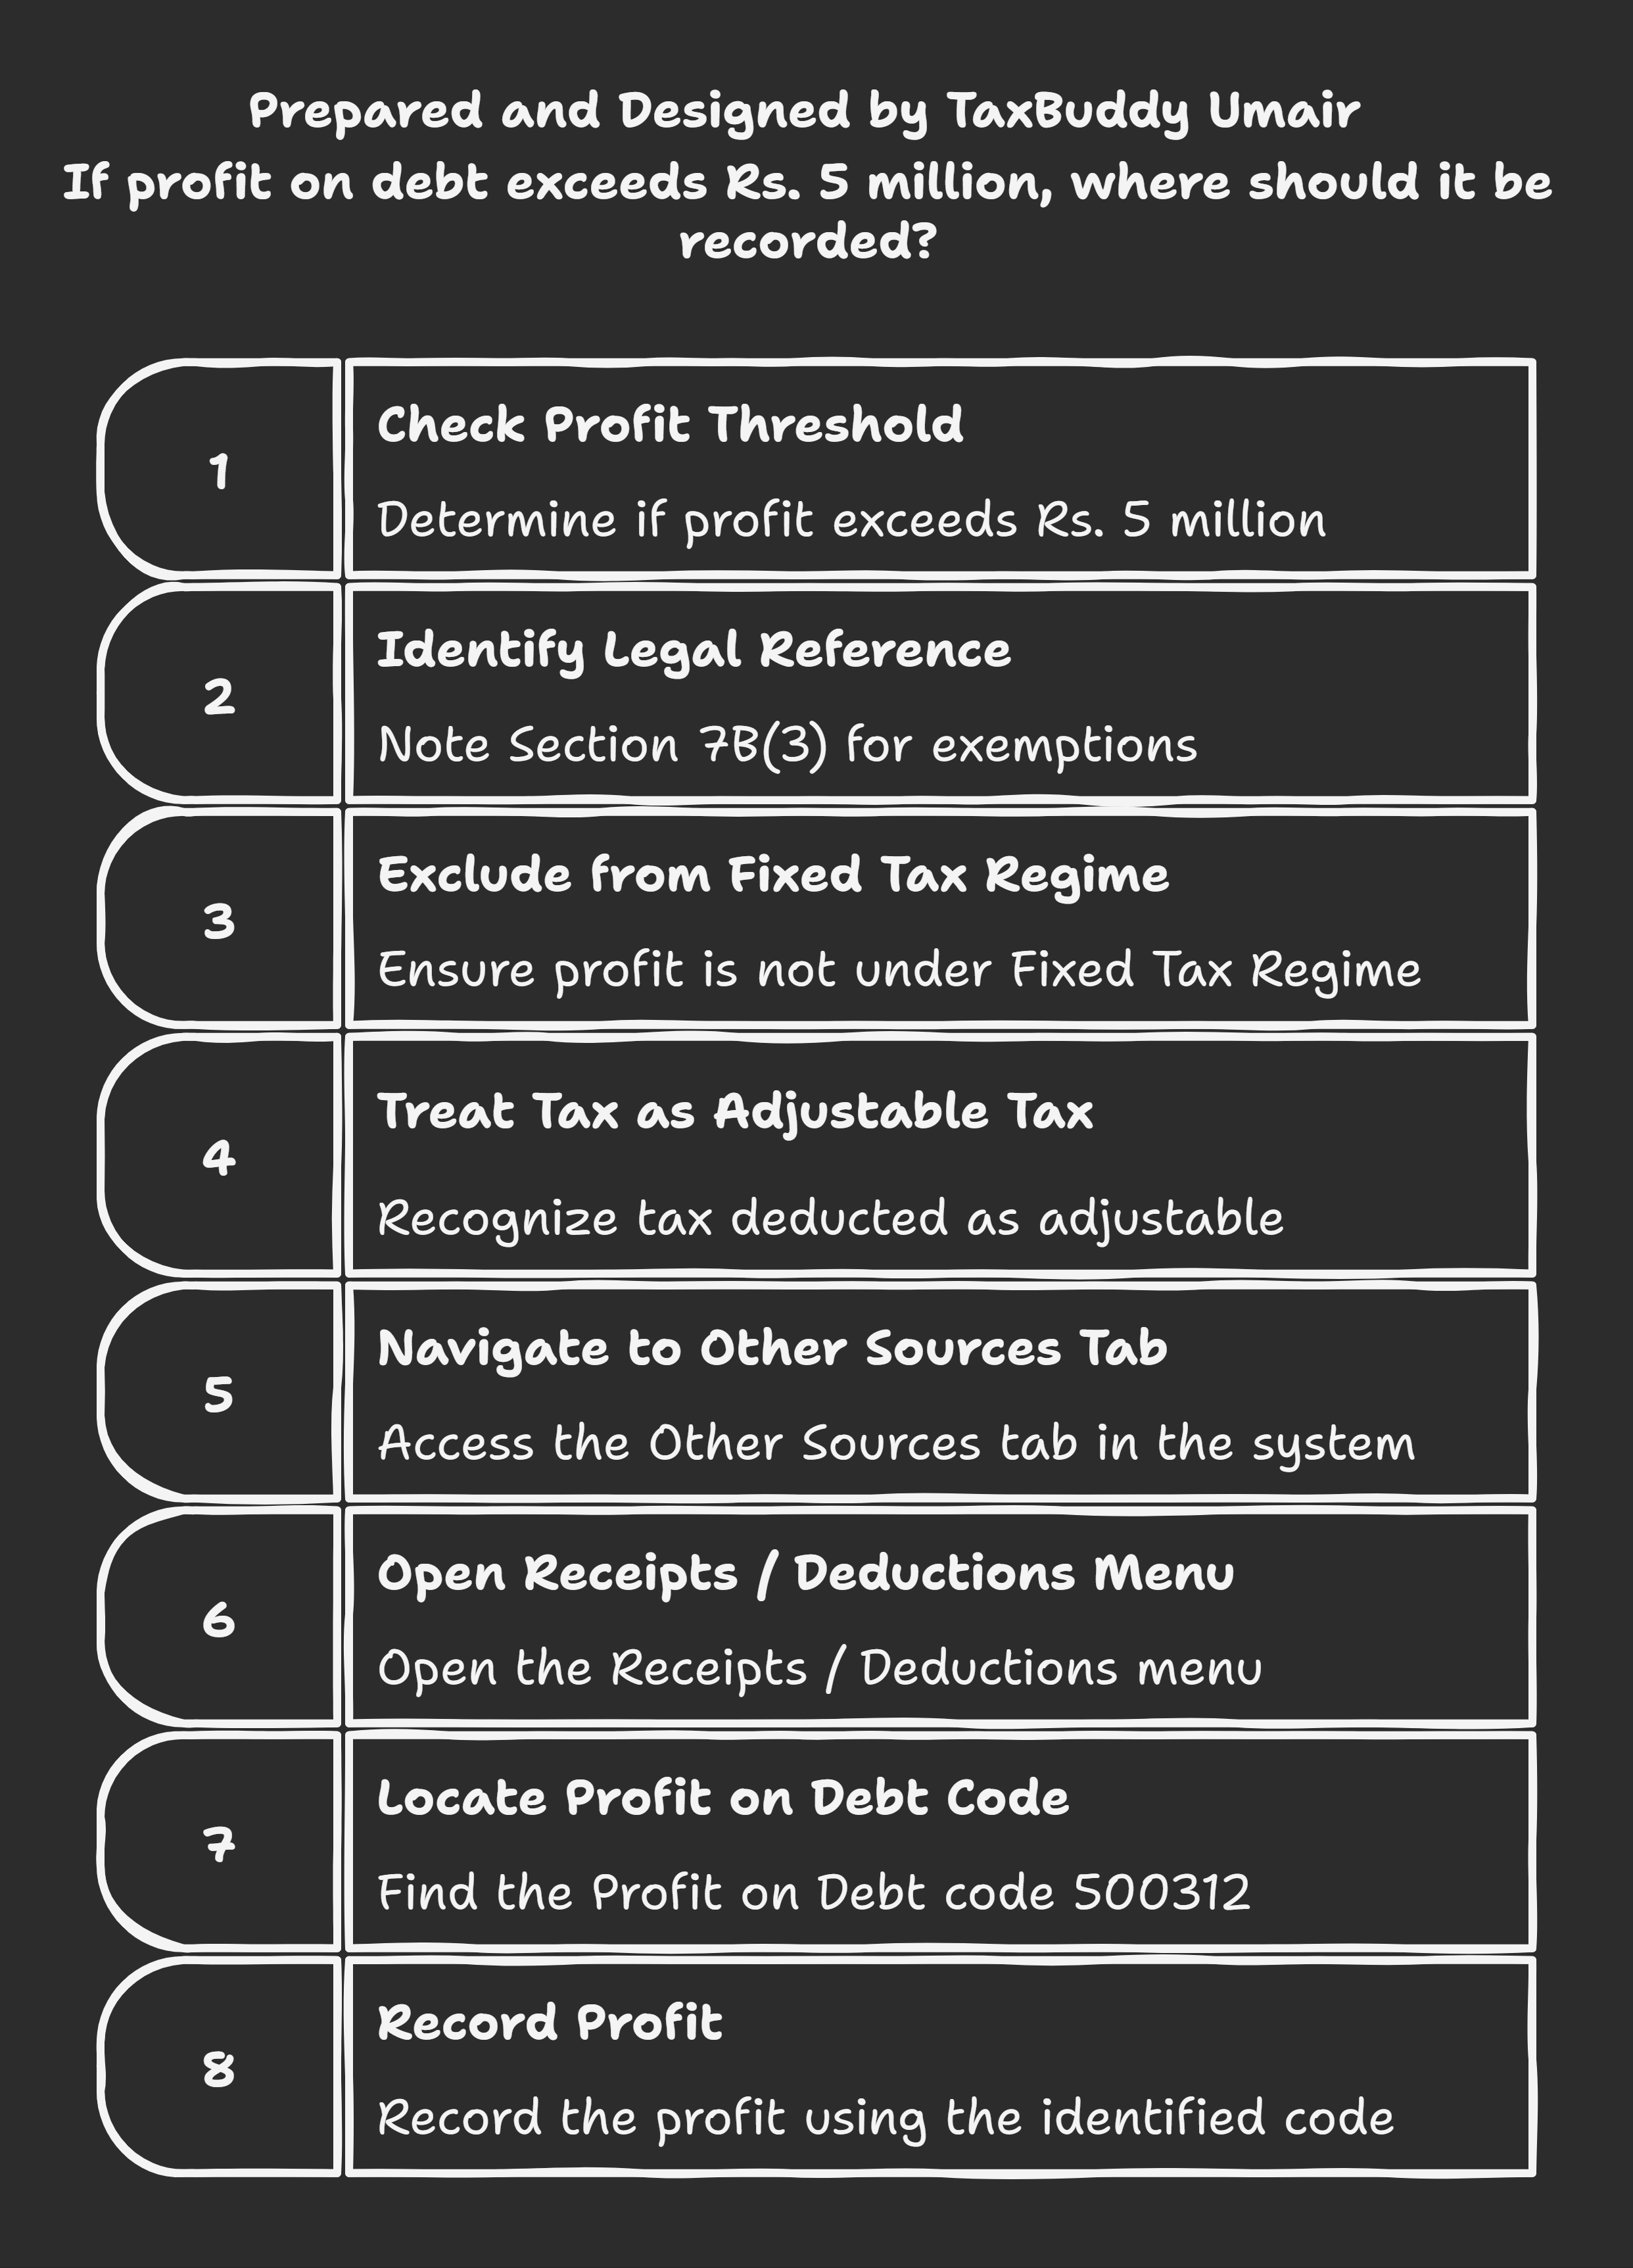 Prepared and Designed by TaxBuddy Umair
If profit on debt exceeds Rs. 5 million, where should it be
recorded?
1
Check Profit Threshold
Determine if profit exceeds Rs. 5 million
2
Identify Legal Reference
Note Section 7B(3) for exemptions
3
Exclude from Fixed Tax Regime
Ensure profit is not under Fixed Tax Regime
4
Treat Tax as Adjustable Tax
Recognize tax deducted as adjustable
5
Navigate to Other Sources Tab
Access the Other Sources tab in the system
6
Open Receipts / Deductions Menu
Open the Receipts / Deductions menu
7
Locate Profit on Debt Code
Find the Profit on Debt code 500312
8
Record Profit
Record the profit using the identified code